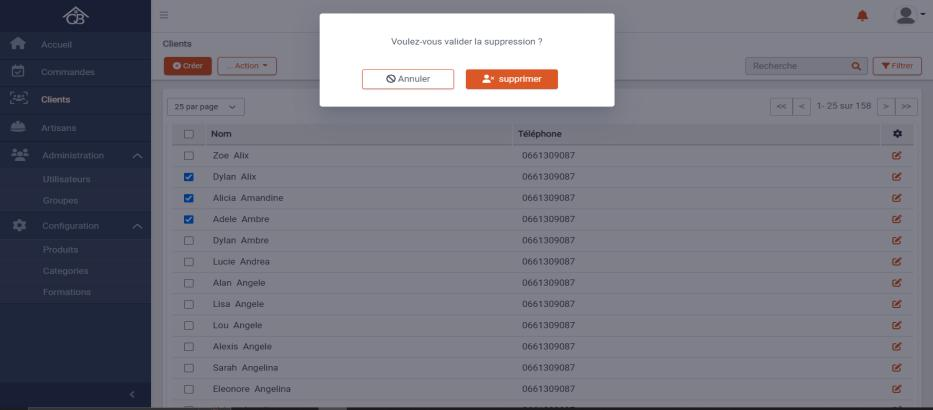 CB
Accueil
Commandes
Clients
Artisans
Administration
Utilisateurs
Groupes
Configuration
Produits
Categories
Formations
Voulez-vous valider la suppression ?
Annuler supprimer
Clients
Créer ... Action Recherche Filtrer
25 par page << < 1- 25 sur 158 > >>
Nom Téléphone
Zoe Alix 0661309087
Dylan Alix 0661309087
Alicia Amandine 0661309087
Adele Ambre 0661309087
Dylan Ambre 0661309087
Lucie Andrea 0661309087
Alan Angele 0661309087
Lisa Angele 0661309087
Lou Angele 0661309087
Alexis Angele 0661309087
Sarah Angelina 0661309087
Eleonore Angelina 0661309087